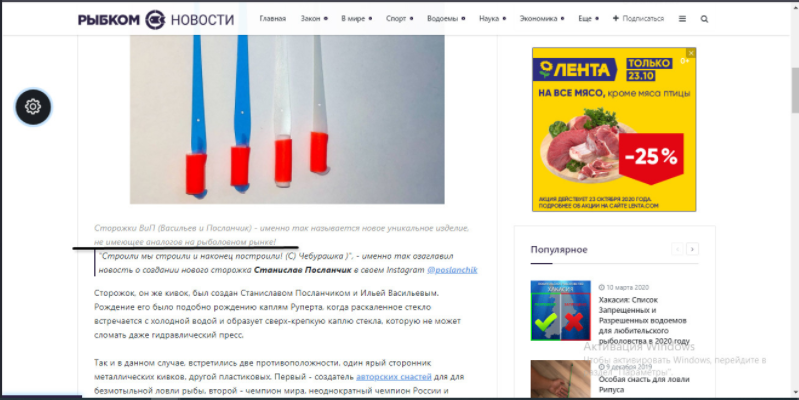 РЫБКОМ НОВОСТИ
Главная Закон В мире Спорт Водоемы Наука Экономика Еще + Подписаться
ЛЕНТА ТОЛЬКО 23.10 0+
НА ВСЕ МЯСО, кроме мяса птицы
-25%
АКЦИЯ ДЕЙСТВУЕТ 23 ОКТЯБРЯ 2020 ГОДА.
ПОДРОБНЕЕ ОБ АКЦИИ НА САЙТЕ LENTA.COM
Сторожки ВиП (Васильев и Посланчик) - именно так называется новое уникальное изделие,
не имеющее аналогов на рыболовном рынке!
"Строили мы строили и наконец построили! (С) Чебурашка )", - именно так озаглавил
новость о создании нового сторожка Станислав Посланчик в своем Instagram @poslanchik
Сторожок, он же кивок, был создан Станиславом Посланчиком и Ильей Васильевым.
Рождение его было подобно рождению каплям Руперта, когда раскаленное стекло
встречается с холодной водой и образует сверх-крепкую каплю стекла, которую не может
сломать даже гидравлический пресс.
Так и в данном случае, встретились две противоположности, один ярый сторонник
металлических кивков, другой пластиковых. Первый - создатель авторских снастей для для
безмотыльной ловли рыбы, второй - чемпион мира, неоднократный чемпион России и
Популярное
ХАКАСИЯ
10 марта 2020
Хакасия: Список
Запрещенных и
Разрешенных водоемов
для любительского
рыболовства в 2020 году
9 декабря 2019
Особая снасть для ловли
Рипуса
Активация Windows
Чтобы активировать Windows, перейдите в
раздел "Параметры".